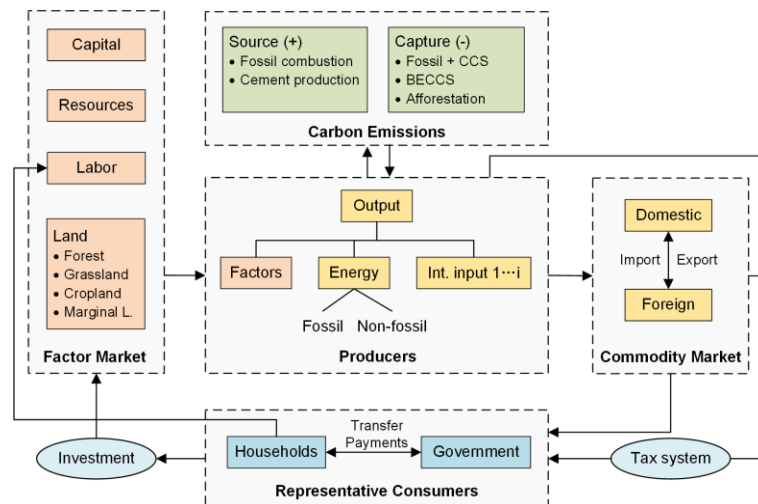 Capital
Resources
Labor
Land
• Forest
• Grassland
• Cropland
• Marginal L.
Factor Market
Source (+)
• Fossil combustion
• Cement production
Capture (-)
• Fossil + CCS
• BECCS
• Afforestation
Carbon Emissions
Output
Factors
Energy
Int. input 1···i
Fossil
Non-fossil
Producers
Domestic
Import
Export
Foreign
Commodity Market
Investment
Households
Transfer
Payments
Government
Representative Consumers
Tax system